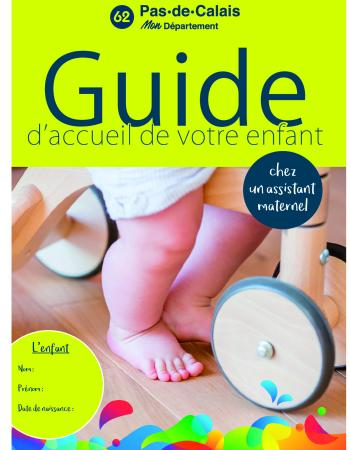 62 Pas-de-Calais
Mon Département
Guide
d'accueil de votre enfant
chez
un assistant
maternel
L'enfant
Nom :
Prénom :
Date de naissance :